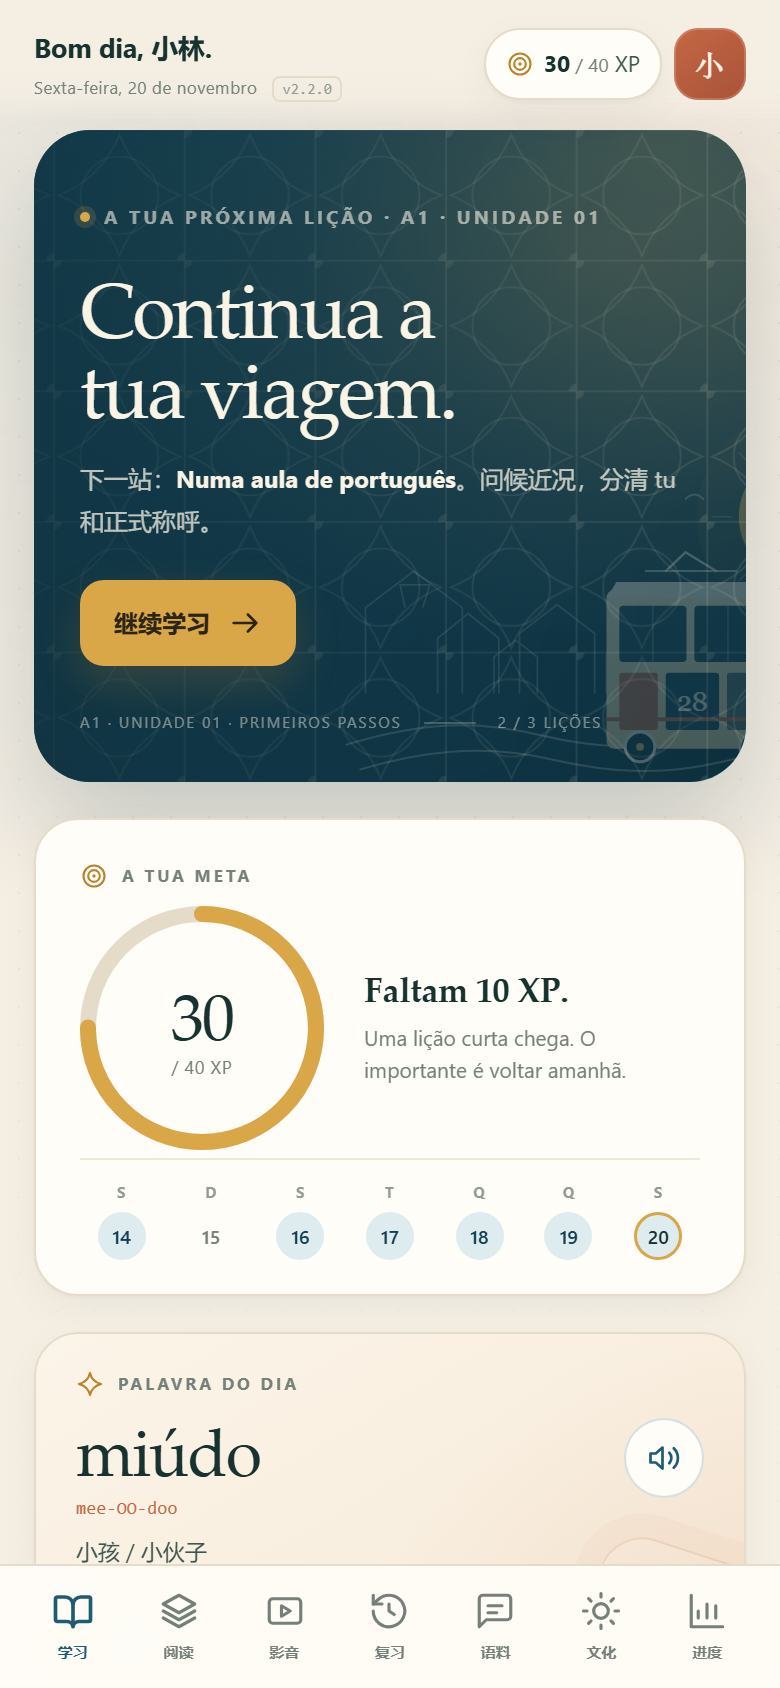 Bom dia, 小林.
Sexta-feira, 20 de novembro v2.2.0
30 / 40 XP
小
A TUA PRÓXIMA LIÇÃO · A1 · UNIDADE 01
Continua a
tua viagem.
下一站：Numa aula de português。问候近况，分清 tu
和正式称呼。
继续学习 →
A1 · UNIDADE 01 · PRIMEIROS PASSOS
2 / 3 LIÇÕES
28
A TUA META
30
/ 40 XP
Faltam 10 XP.
Uma lição curta chega. O
importante é voltar amanhã.
S D S T Q Q S
14 15 16 17 18 19 20
PALAVRA DO DIA
miúdo
mee-OO-doo
小孩 / 小伙子
学习 阅读 影音 复习 语料 文化 进度